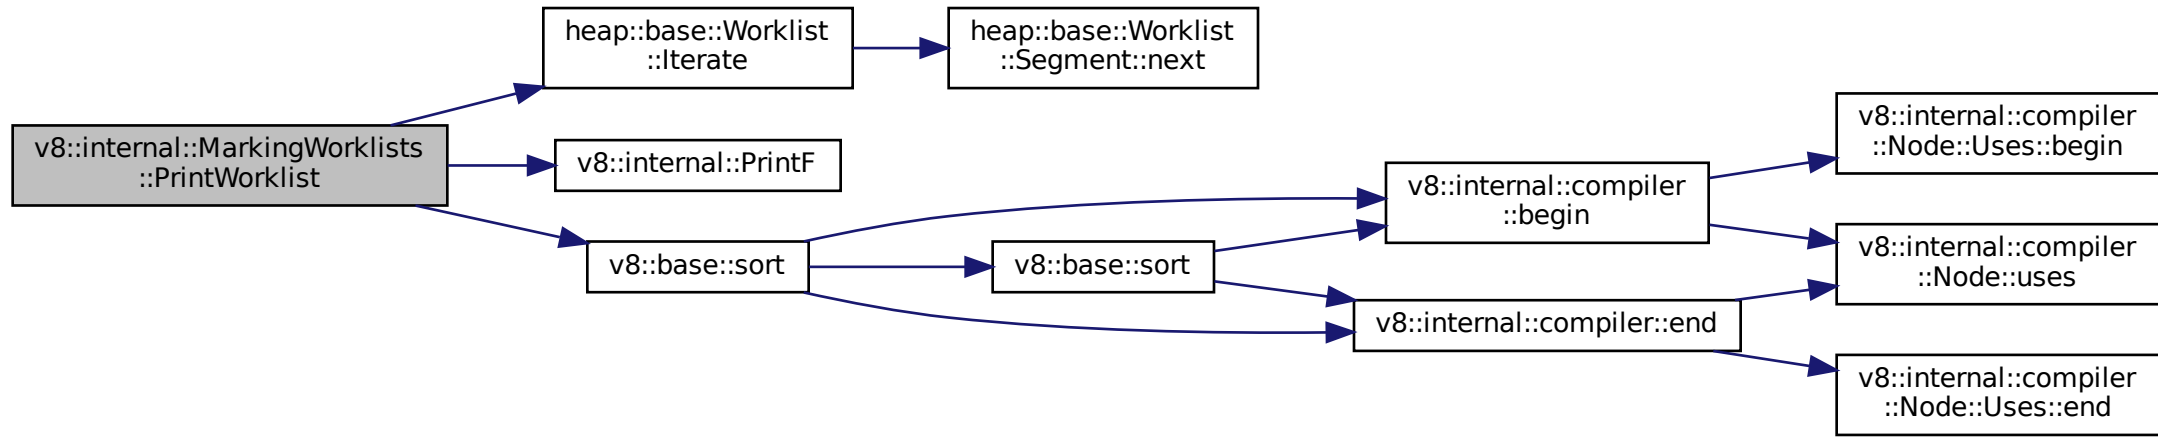 v8::internal::MarkingWorklists
::PrintWorklist
heap::base::Worklist
::Iterate
heap::base::Worklist
::Segment::next
v8::internal::PrintF
v8::base::sort
v8::base::sort
v8::internal::compiler
::begin
v8::internal::compiler::end
v8::internal::compiler
::Node::Uses::begin
v8::internal::compiler
::Node::uses
v8::internal::compiler
::Node::Uses::end